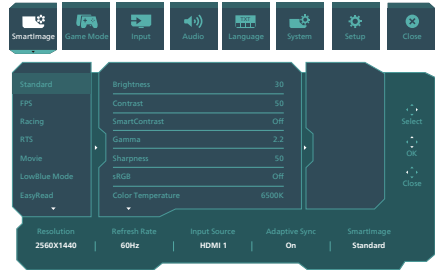 SmartImage
Game Mode
Input
Audio
TXT
Language
System
Setup
Close
Standard
FPS
Racing
RTS
Movie
LowBlue Mode
EasyRead
Brightness 30
Contrast 50
SmartContrast Off
Gamma 2.2
Sharpness 50
sRGB Off
Color Temperature 6500K
Select
OK
Close
Resolution Refresh Rate Input Source Adaptive Sync SmartImage
2560X1440 | 60Hz | HDMI 1 | On | Standard